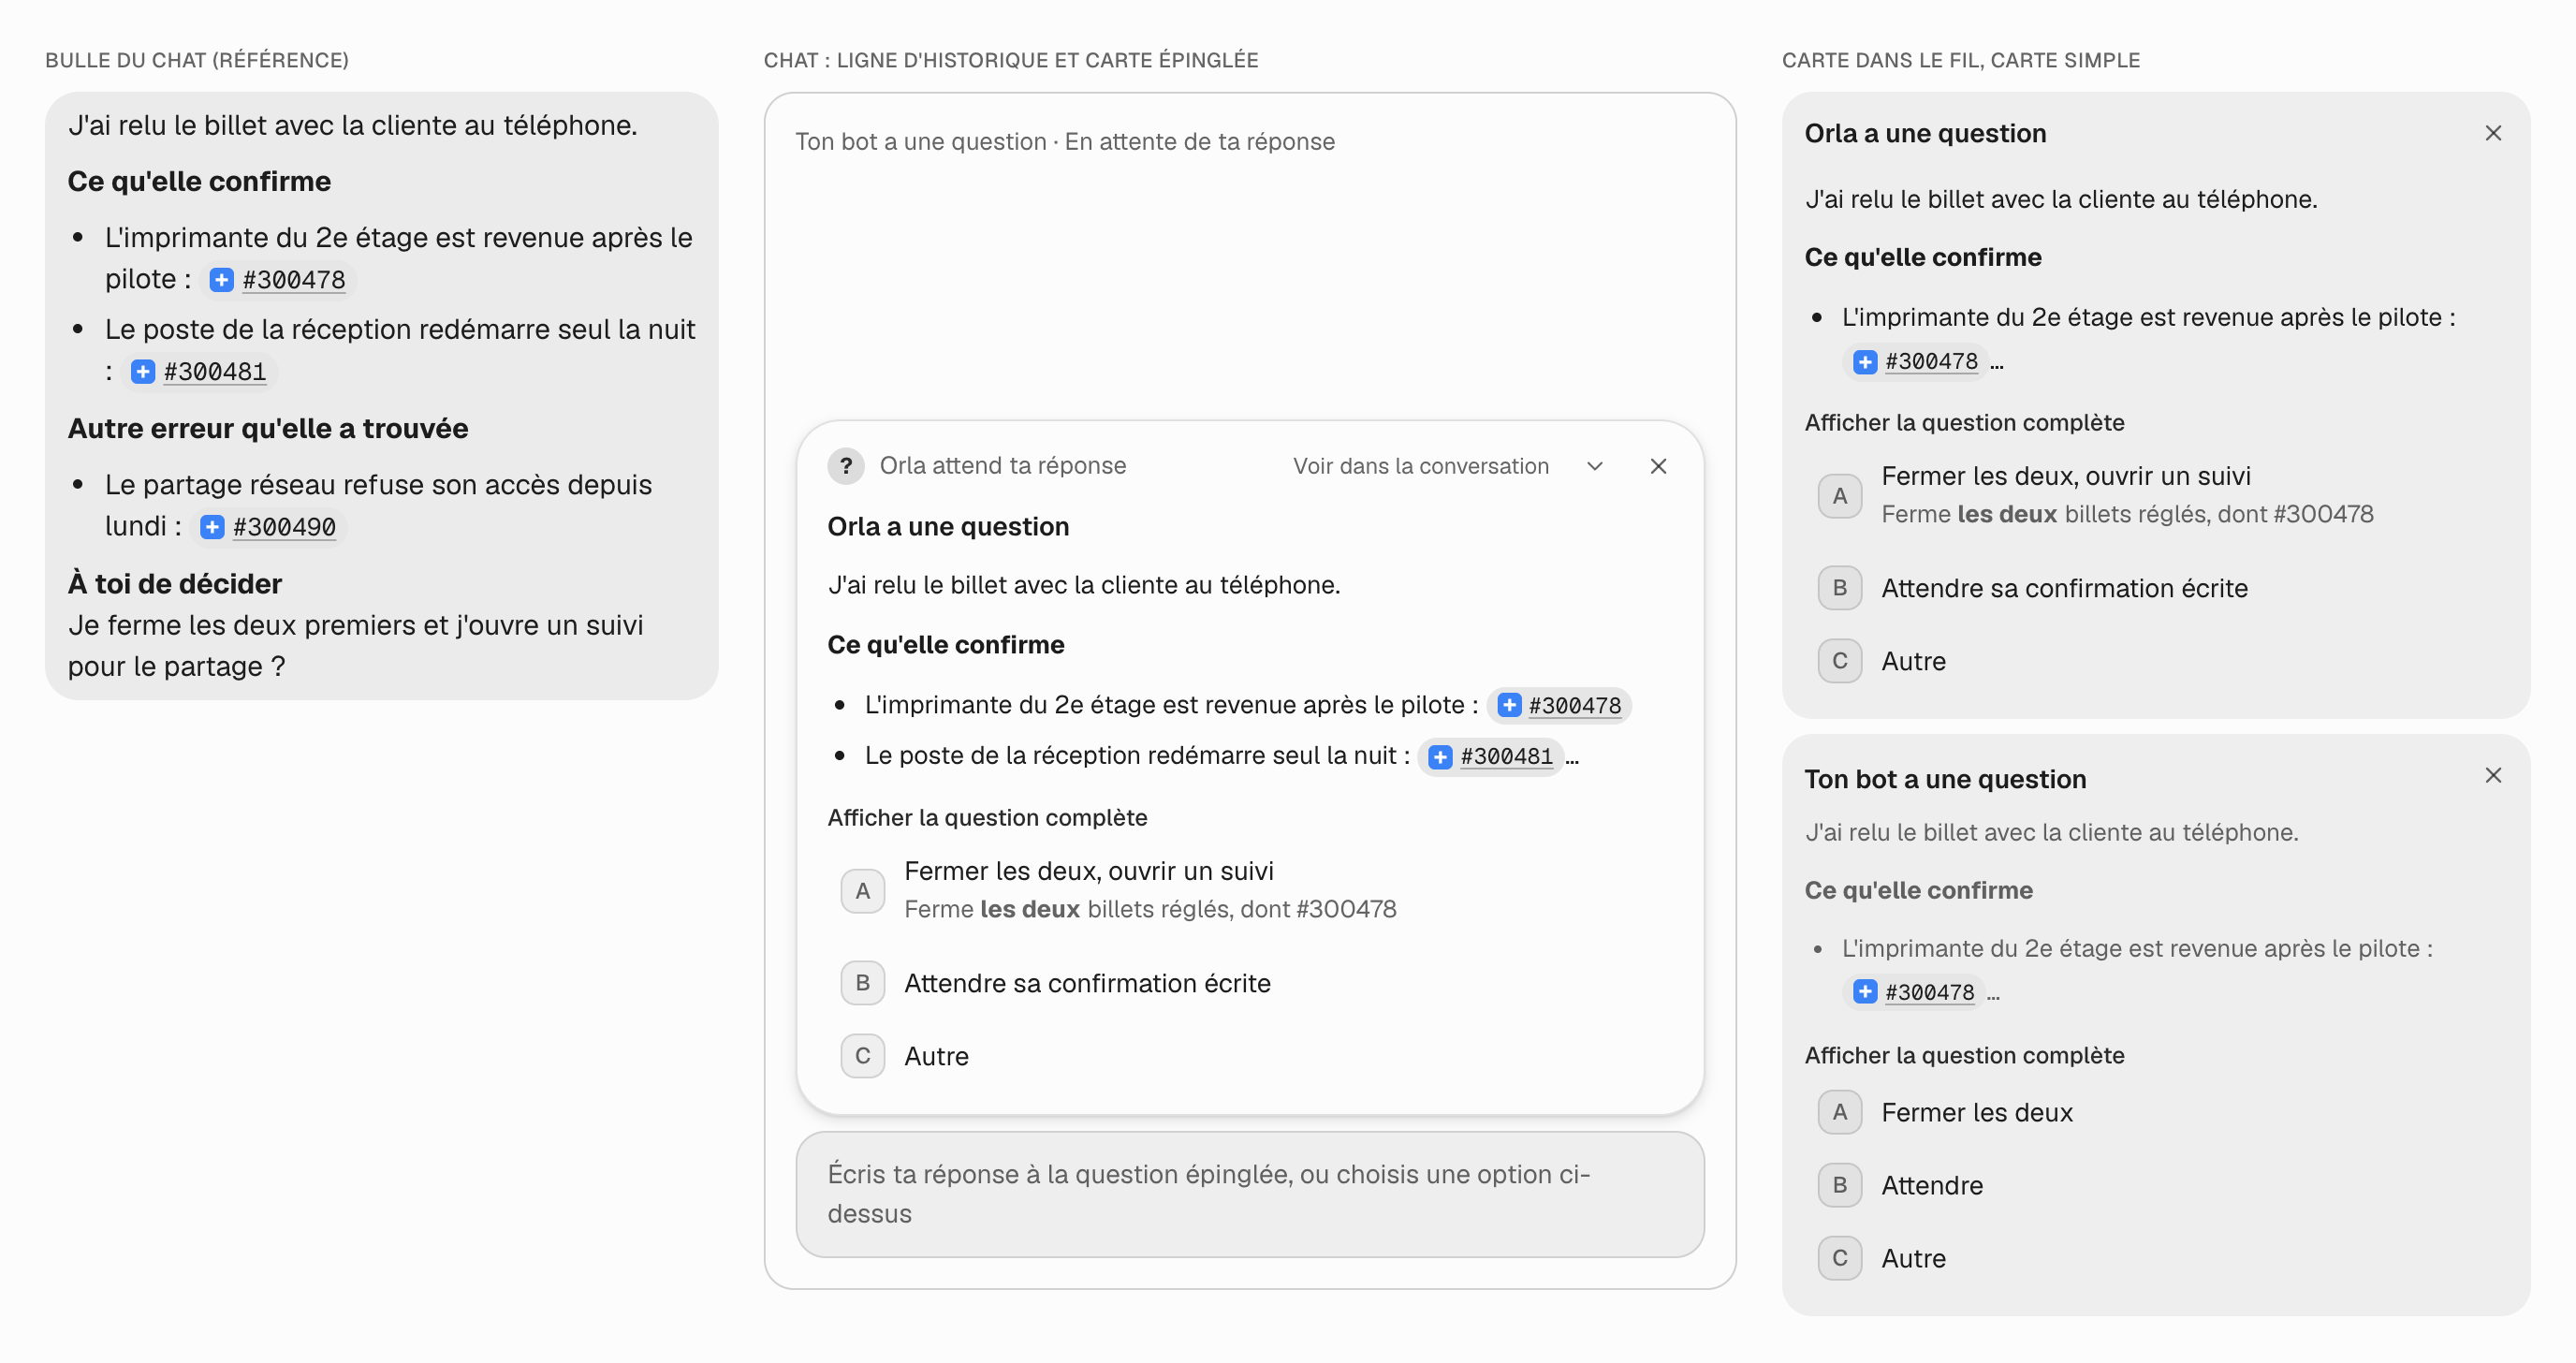 BULLE DU CHAT (RÉFÉRENCE)
J'ai relu le billet avec la cliente au téléphone.
Ce qu'elle confirme
• L'imprimante du 2e étage est revenue après le
pilote : #300478
• Le poste de la réception redémarre seul la nuit
: #300481
Autre erreur qu'elle a trouvée
• Le partage réseau refuse son accès depuis
lundi : #300490
À toi de décider
Je ferme les deux premiers et j'ouvre un suivi
pour le partage ?
CHAT : LIGNE D'HISTORIQUE ET CARTE ÉPINGLÉE
Ton bot a une question · En attente de ta réponse
? Orla attend ta réponse Voir dans la conversation
Orla a une question
J'ai relu le billet avec la cliente au téléphone.
Ce qu'elle confirme
• L'imprimante du 2e étage est revenue après le pilote : #300478
• Le poste de la réception redémarre seul la nuit : #300481…
Afficher la question complète
A Fermer les deux, ouvrir un suivi
Ferme les deux billets réglés, dont #300478
B Attendre sa confirmation écrite
C Autre
Écris ta réponse à la question épinglée, ou choisis une option ci-
dessus
CARTE DANS LE FIL, CARTE SIMPLE
Orla a une question
J'ai relu le billet avec la cliente au téléphone.
Ce qu'elle confirme
• L'imprimante du 2e étage est revenue après le pilote :
#300478 …
Afficher la question complète
A Fermer les deux, ouvrir un suivi
Ferme les deux billets réglés, dont #300478
B Attendre sa confirmation écrite
C Autre
Ton bot a une question
J'ai relu le billet avec la cliente au téléphone.
Ce qu'elle confirme
• L'imprimante du 2e étage est revenue après le pilote :
#300478 …
Afficher la question complète
A Fermer les deux
B Attendre
C Autre